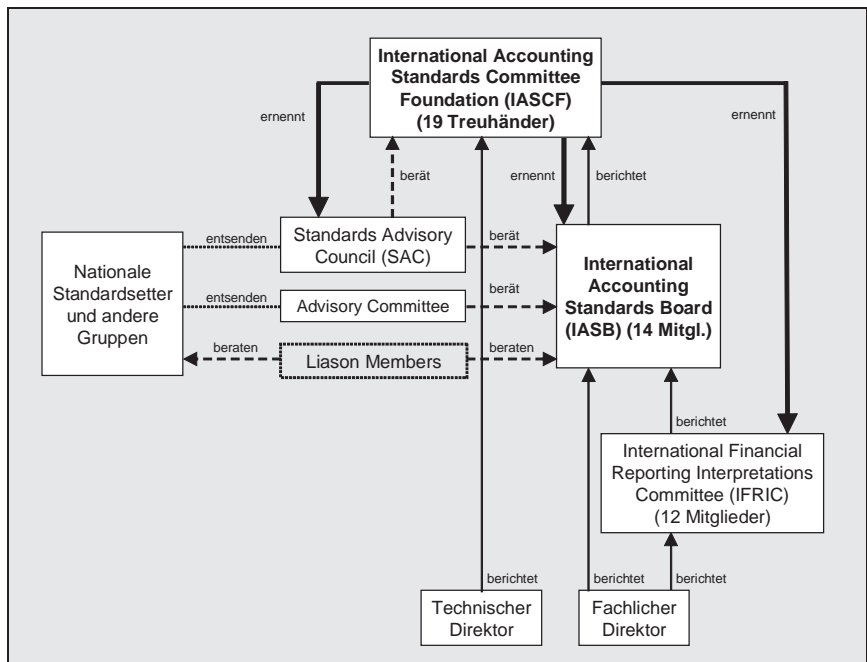 International Accounting
Standards Committee
Foundation (IASCF)
(19 Treuhänder)
ernennt
ernennt
berät
ernennt
berichtet
Nationale
Standardsetter
und andere
Gruppen
entsenden
Standards Advisory
Council (SAC)
berät
entsenden
Advisory Committee
berät
beraten
Liason Members
beraten
International
Accounting
Standards Board
(IASB) (14 Mitgl.)
berichtet
International Financial
Reporting Interpretations
Committee (IFRIC)
(12 Mitglieder)
berichtet
berichtet
berichtet
Technischer
Direktor
Fachlicher
Direktor